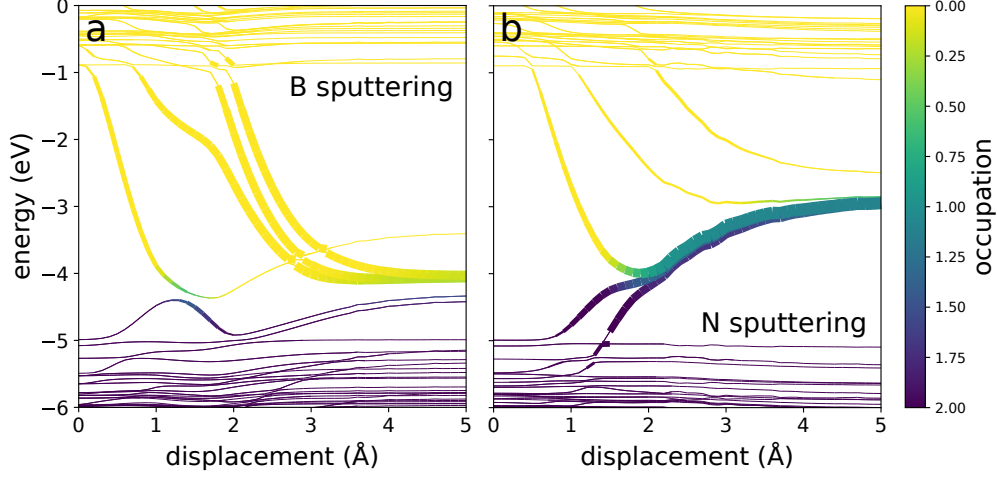 a
b
B sputtering
N sputtering
0
−1
−2
−3
−4
−5
−6
energy (eV)
0 1 2 3 4 5
0 1 2 3 4 5
displacement (Å)
displacement (Å)
0.00
0.25
0.50
0.75
1.00
1.25
1.50
1.75
2.00
occupation